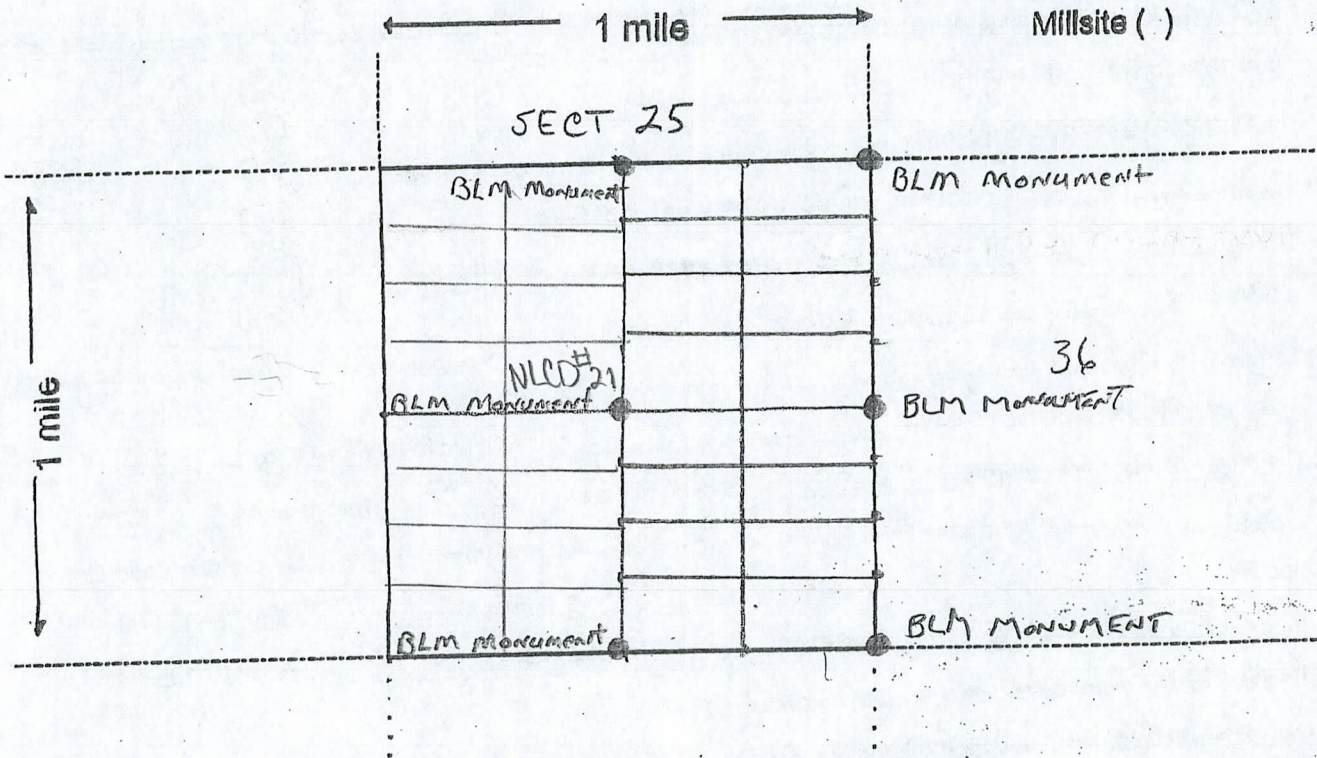 1 mile
Millsite ( )
SECT 25
BLM Monument
BLM Monument
1 mile
NLCD #21
36
BLM Monument
BLM MONUMENT
BLM Monument
BLM MONUMENT